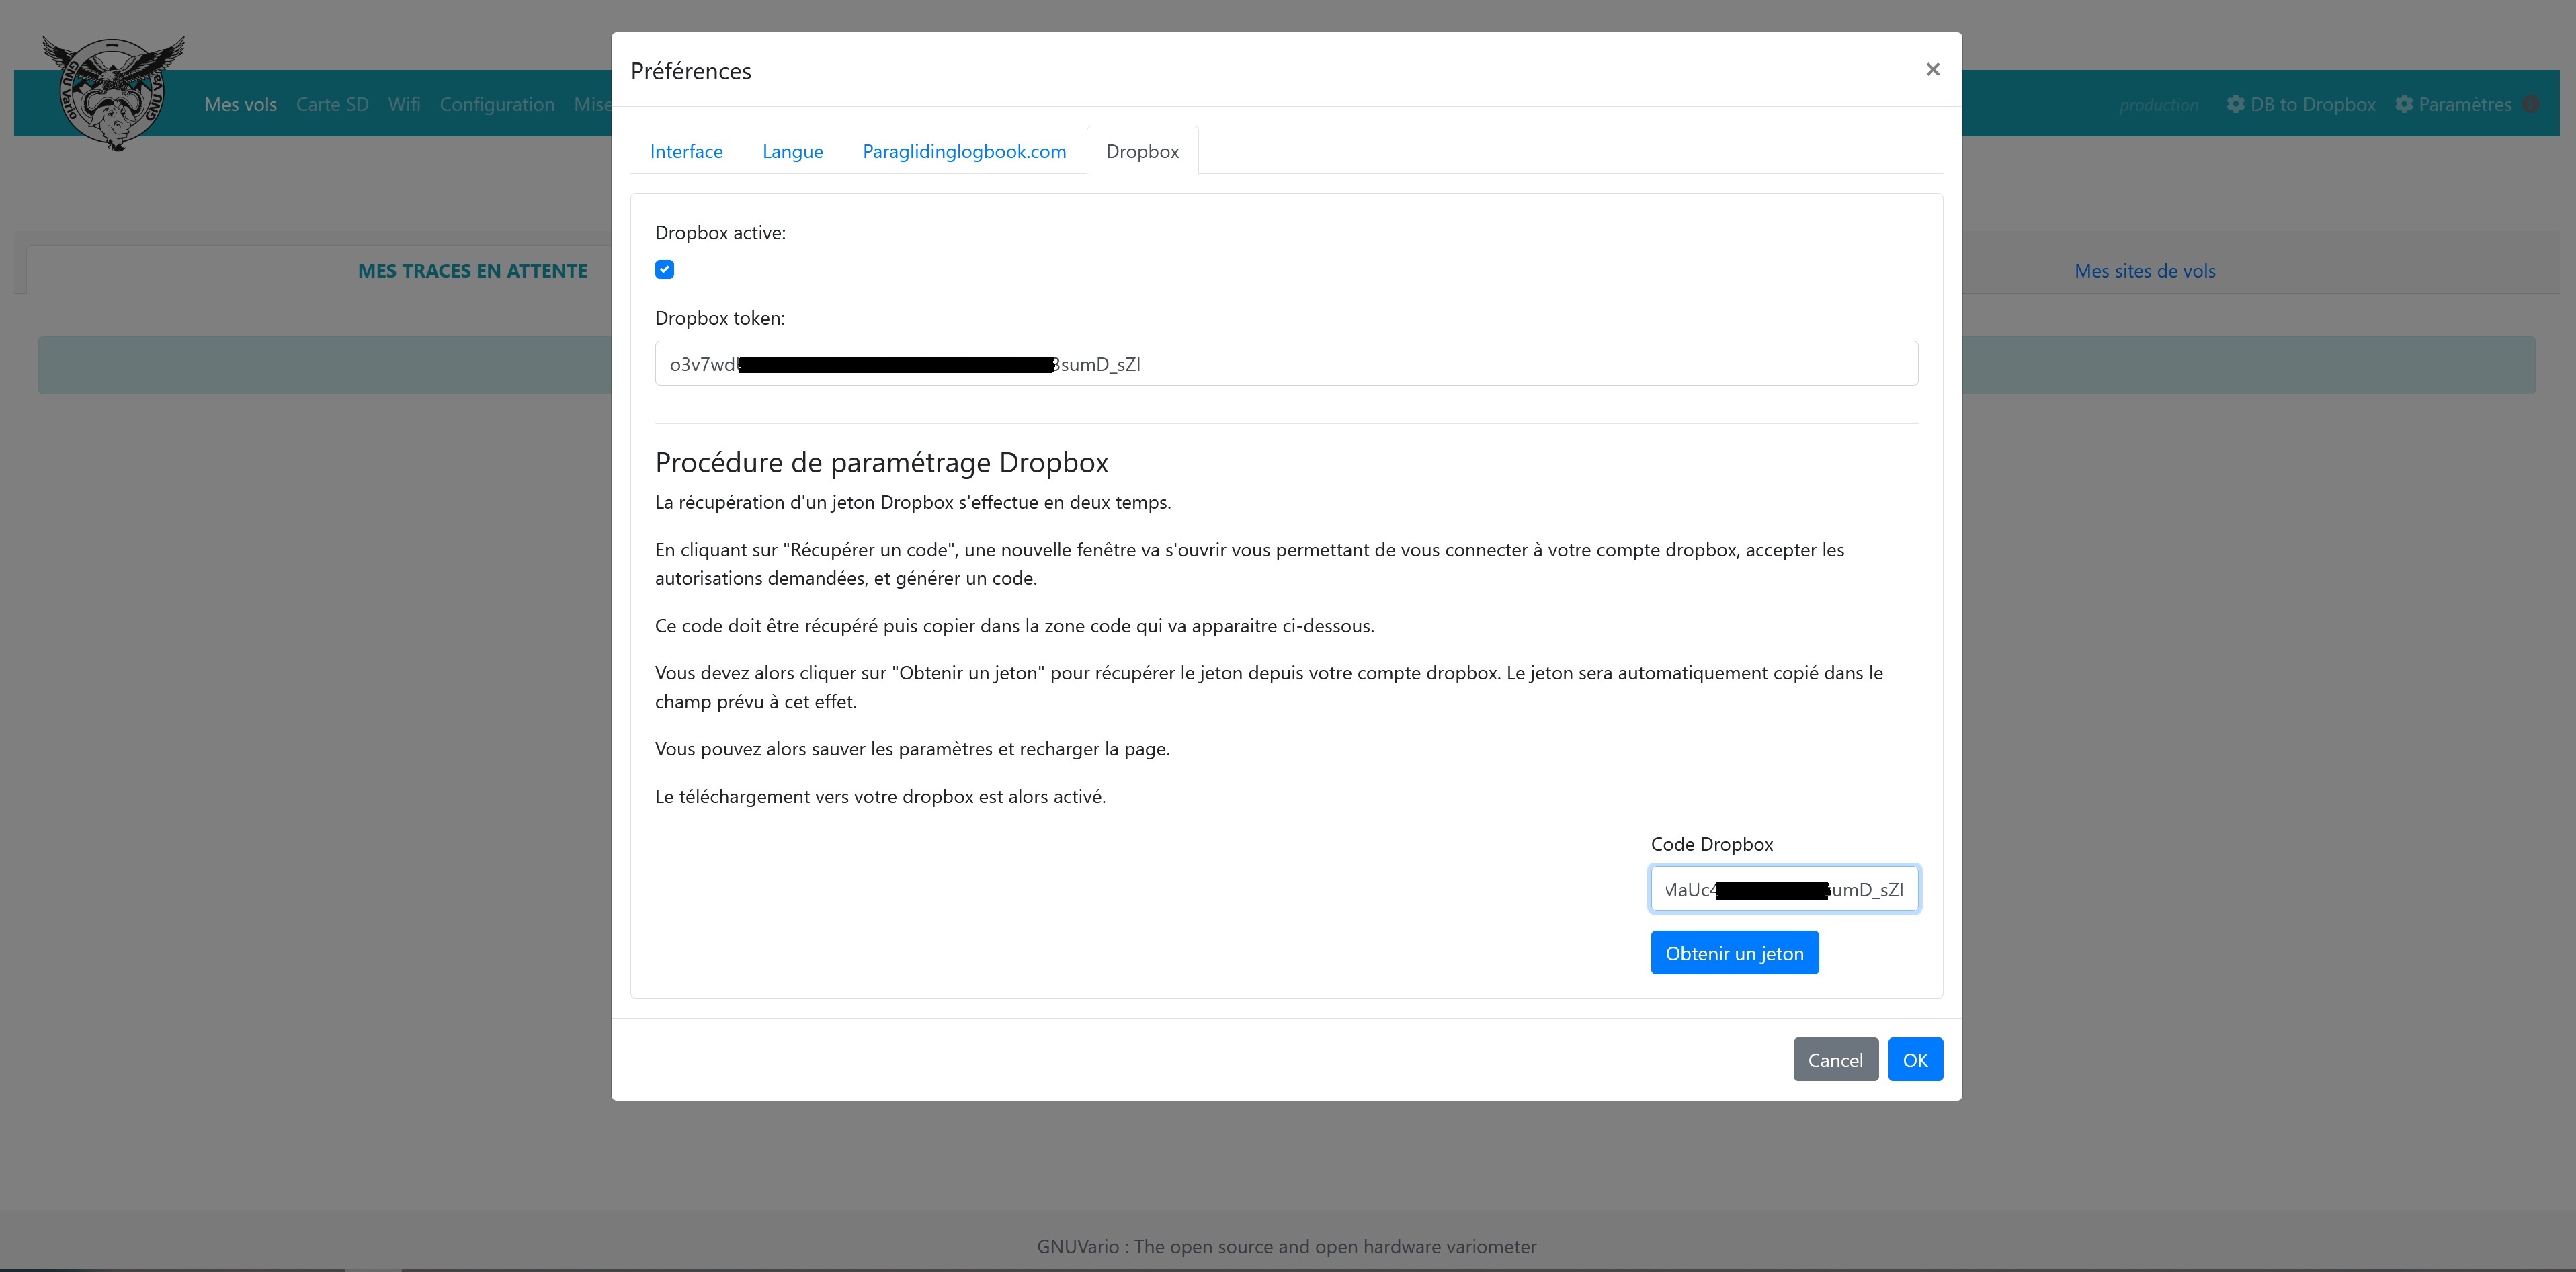 Préférences
×
GNUVario
Mes vols Carte SD Wifi Configuration Mise
production DB to Dropbox Paramètres
Interface Langue Paraglidinglogbook.com Dropbox
Dropbox active:
MES TRACES EN ATTENTE
Mes sites de vols
Dropbox token:
o3v7wd 3sumD_sZI
Procédure de paramétrage Dropbox
La récupération d'un jeton Dropbox s'effectue en deux temps.
En cliquant sur "Récupérer un code", une nouvelle fenêtre va s'ouvrir vous permettant de vous connecter à votre compte dropbox, accepter les
autorisations demandées, et générer un code.
Ce code doit être récupéré puis copier dans la zone code qui va apparaitre ci-dessous.
Vous devez alors cliquer sur "Obtenir un jeton" pour récupérer le jeton depuis votre compte dropbox. Le jeton sera automatiquement copié dans le
champ prévu à cet effet.
Vous pouvez alors sauver les paramètres et recharger la page.
Le téléchargement vers votre dropbox est alors activé.
Code Dropbox
MaUc4 umD_sZI
Obtenir un jeton
Cancel OK
GNUVario : The open source and open hardware variometer